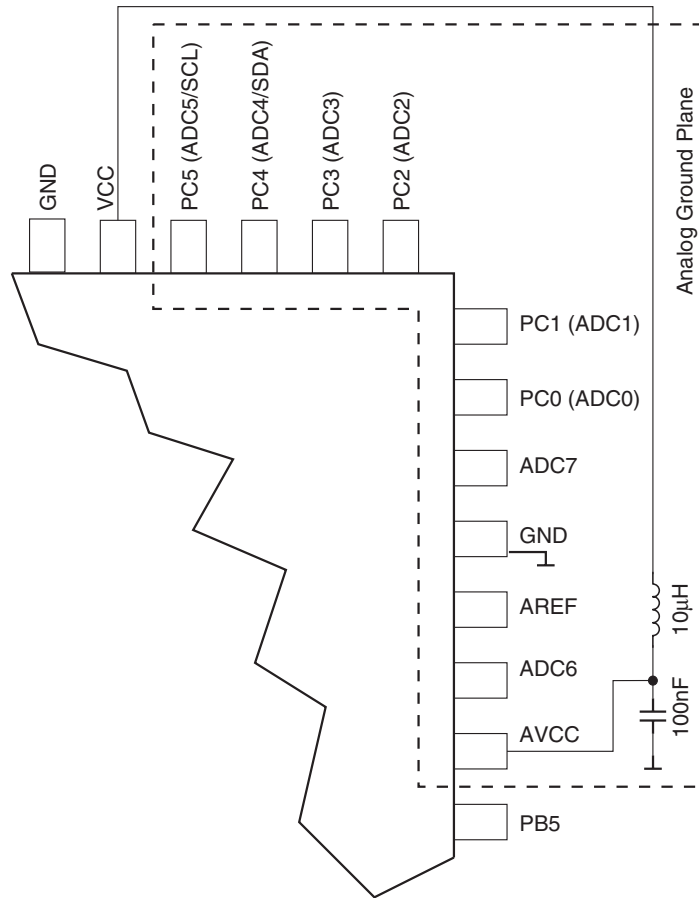 GND
VCC
PC5 (ADC5/SCL)
PC4 (ADC4/SDA)
PC3 (ADC3)
PC2 (ADC2)
Analog Ground Plane
PC1 (ADC1)
PC0 (ADC0)
ADC7
GND
AREF
ADC6
AVCC
PB5
10μH
100nF